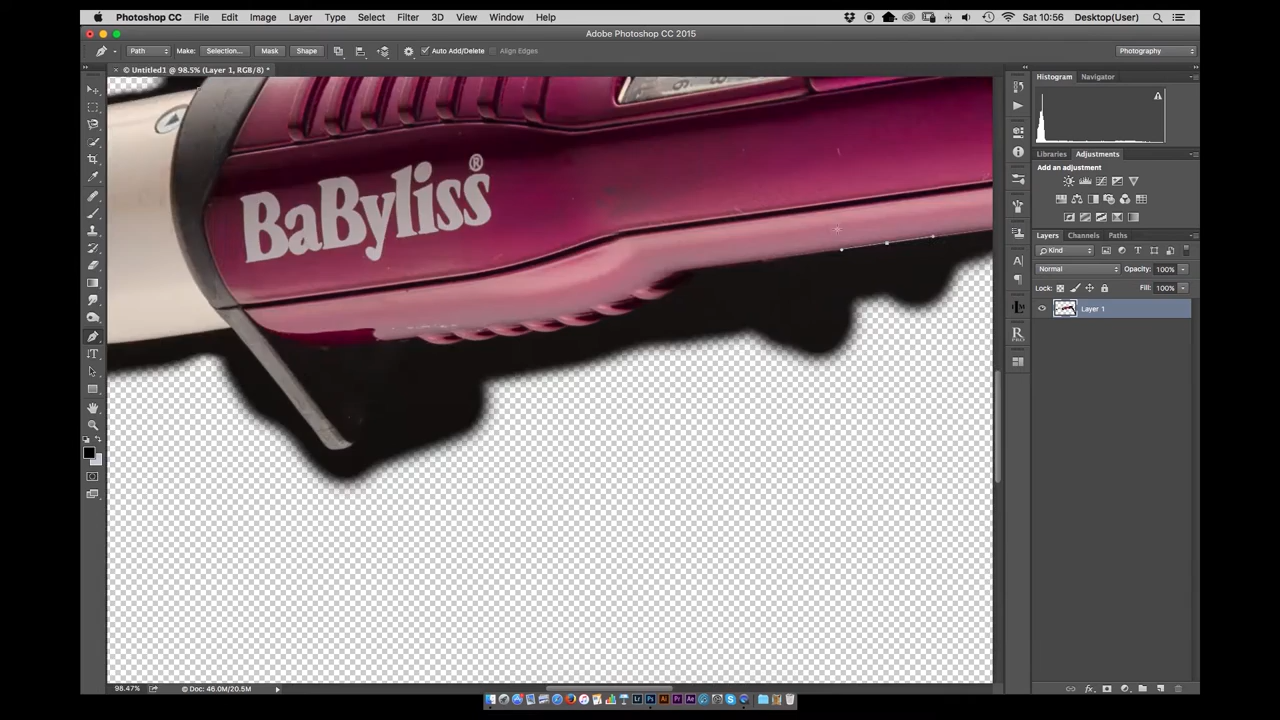 Photoshop CC File Edit Image Layer Type Select Filter 3D View Window Help Sat 10:56 Desktop(User)
Adobe Photoshop CC 2015
Path Make: Selection... Mask Shape Auto Add/Delete Align Edges Photography
© Untitled1 @ 98.5% (Layer 1, RGB/8) *
Histogram Navigator
Libraries Adjustments
Add an adjustment
BaByliss®
Layers Channels Paths
Kind
Normal Opacity: 100%
Lock: Fill: 100%
Layer 1
98.47% Doc: 46.0M/20.5M